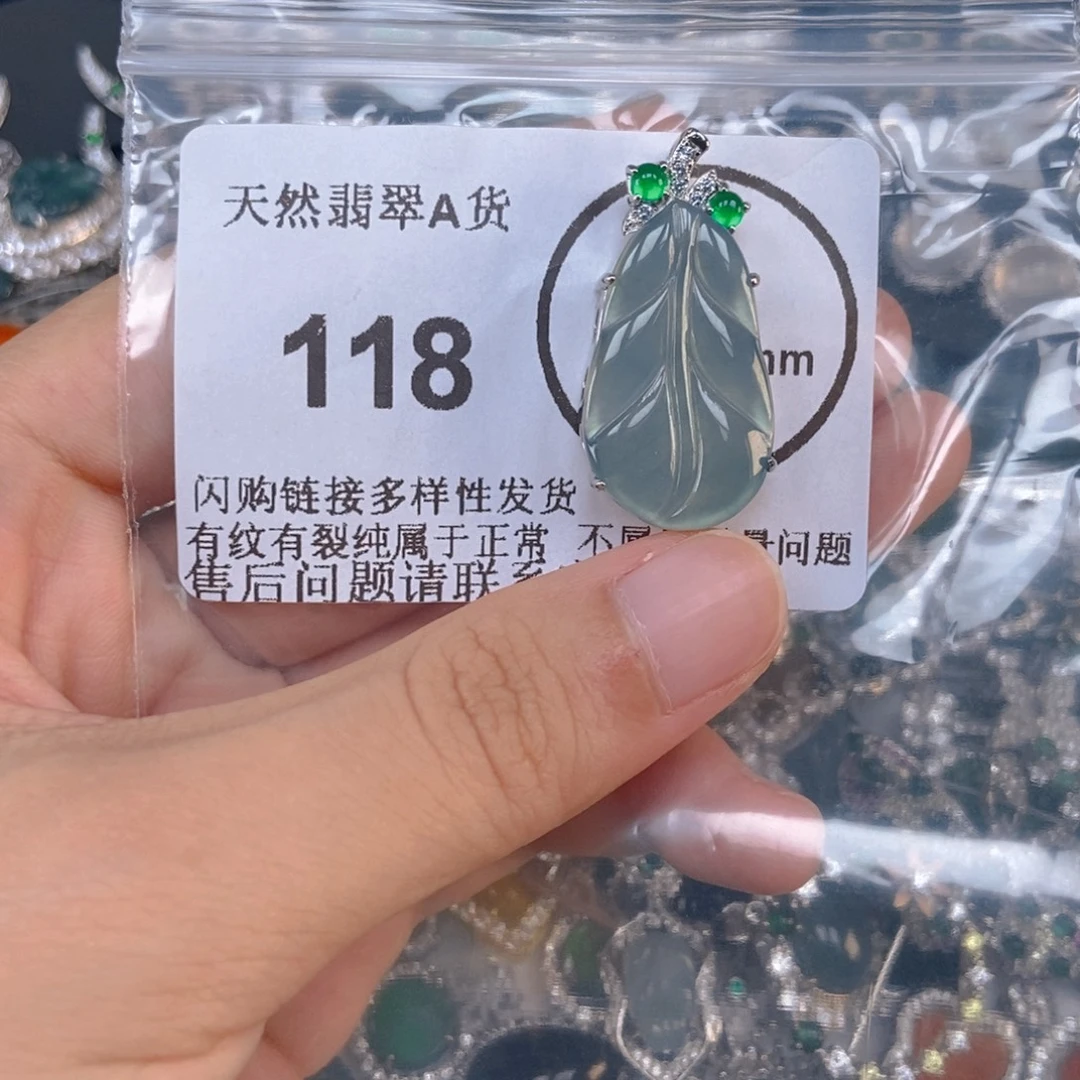 天然翡翠A货
118
mm
闪购链接多样性发货
有纹有裂纯属于正常 不属 问题
售后问题请联系